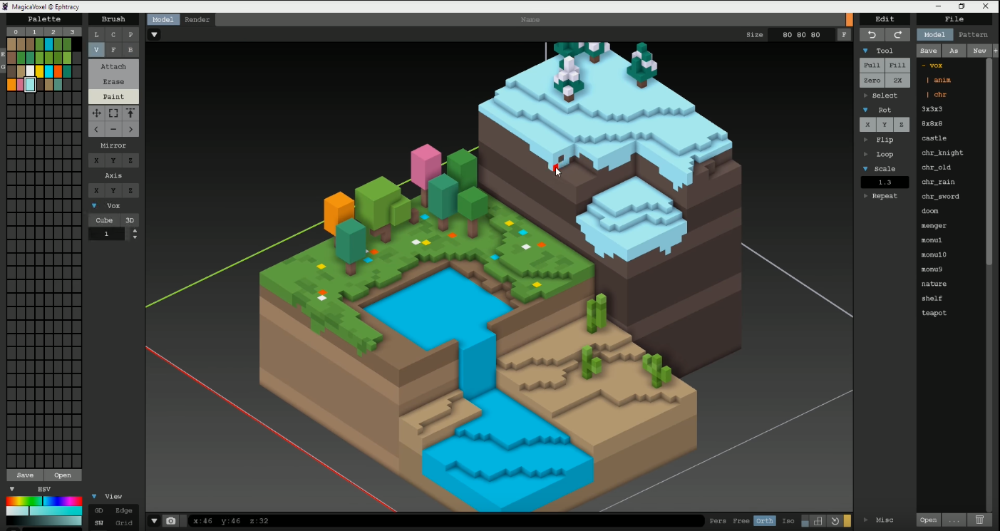 MagicaVoxel @ Ephtracy
Palette
0 1 2 3
E
G
Save Open
HSV
Brush
L C P
V F B
Attach
Erase
Paint
< - >
Mirror
X Y Z
Axis
X Y Z
Vox
Cube 3D
1
View
GD Edge
SW Grid
Model Render Name
Size 80 80 80 F
x:46 y:46 z:32
Pers Free Orth Iso
Edit
Tool
Full Fill
Zero 2X
Select
Rot
X Y Z
Flip
Loop
Scale
1.3
Repeat
Misc
File
Model Pattern
Save As New +
- vox
| anim
| chr
3x3x3
8x8x8
castle
chr_knight
chr_old
chr_rain
chr_sword
doom
menger
monu1
monu10
monu9
nature
shelf
teapot
Open ...